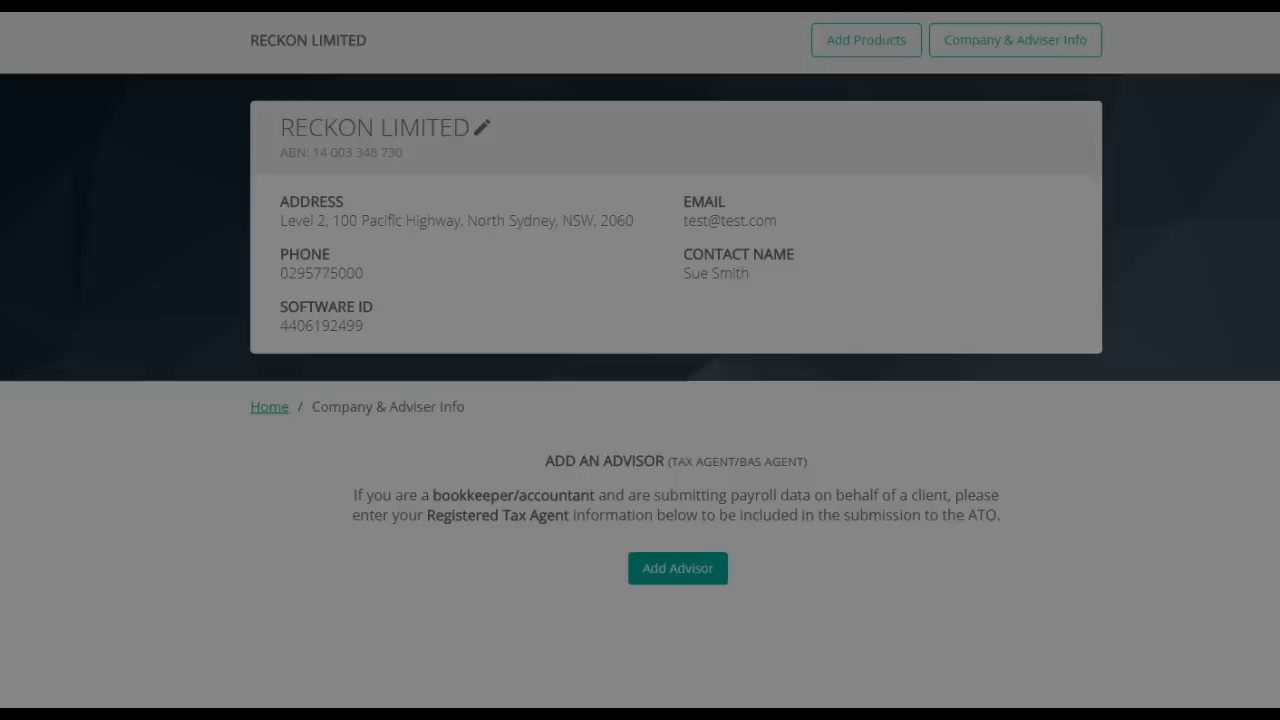 RECKON LIMITED
Add Products
Company & Adviser Info
RECKON LIMITED
ABN: 14 003 348 730
ADDRESS
Level 2, 100 Pacific Highway, North Sydney, NSW, 2060
EMAIL
test@test.com
PHONE
0295775000
CONTACT NAME
Sue Smith
SOFTWARE ID
4406192499
Home / Company & Adviser Info
ADD AN ADVISOR (TAX AGENT/BAS AGENT)
If you are a bookkeeper/accountant and are submitting payroll data on behalf of a client, please
enter your Registered Tax Agent information below to be included in the submission to the ATO.
Add Advisor